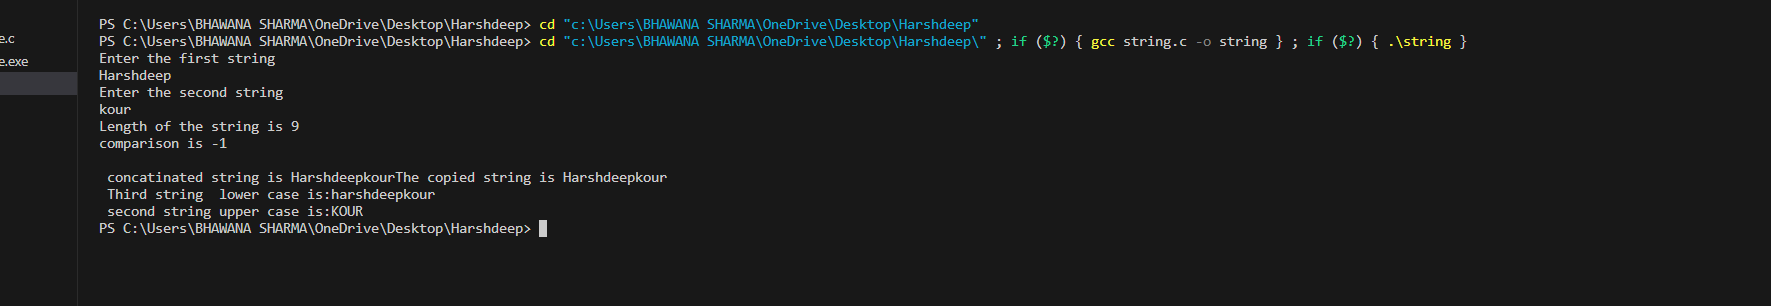 PS C:\Users\BHAWANA SHARMA\OneDrive\Desktop\Harshdeep> cd "c:\Users\BHAWANA SHARMA\OneDrive\Desktop\Harshdeep"
e.c
PS C:\Users\BHAWANA SHARMA\OneDrive\Desktop\Harshdeep> cd "c:\Users\BHAWANA SHARMA\OneDrive\Desktop\Harshdeep\" ; if ($?) { gcc string.c -o string } ; if ($?) { .\string }
e.exe
Enter the first string
Harshdeep
Enter the second string
kour
Length of the string is 9
comparison is -1
concatinated string is HarshdeepkourThe copied string is Harshdeepkour
Third string  lower case is:harshdeepkour
second string upper case is:KOUR
PS C:\Users\BHAWANA SHARMA\OneDrive\Desktop\Harshdeep>